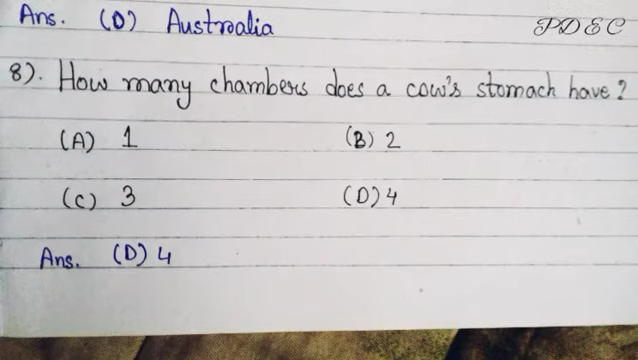 Ans. (D) Australia
PDEC
8). How many chambers does a cow's stomach have?
(A) 1 (B) 2
(C) 3 (D) 4
Ans. (D) 4